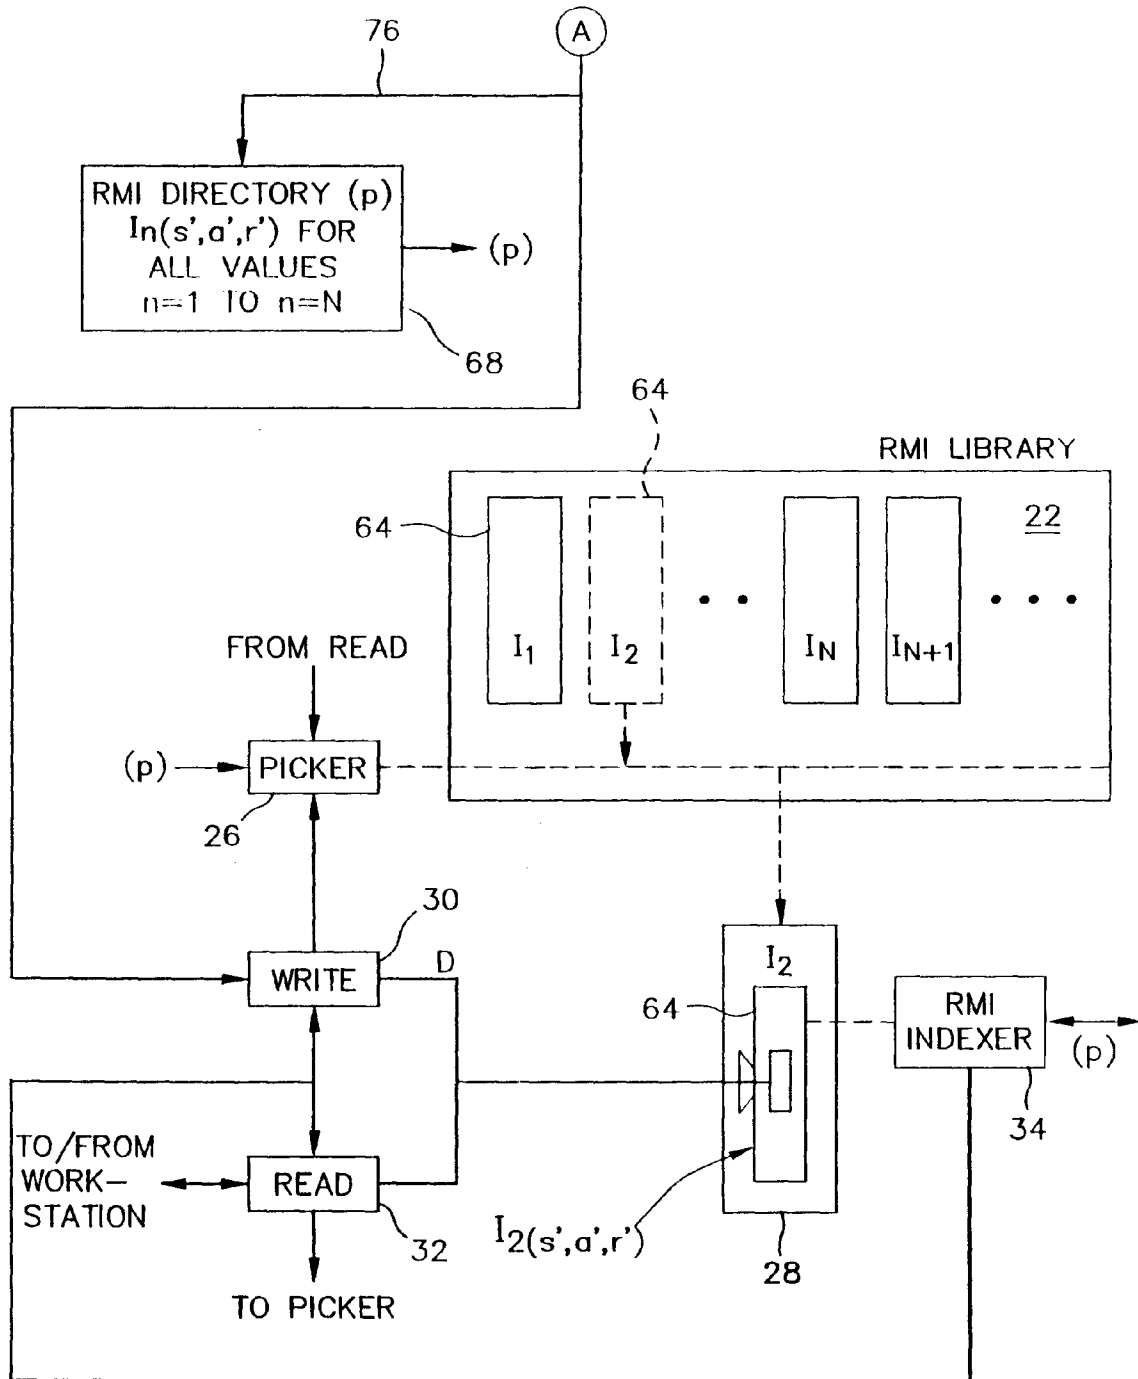 A
76
RMI DIRECTORY (p)
In(s',a',r') FOR
ALL VALUES
n=1 TO n=N
(p)
68
64
RMI LIBRARY
64
22
I1
I2
IN
IN+1
FROM READ
(p)
PICKER
26
30
WRITE
D
I2
64
RMI
INDEXER
(p)
34
TO/FROM
WORK-
STATION
READ
32
I2(s',a',r')
28
TO PICKER